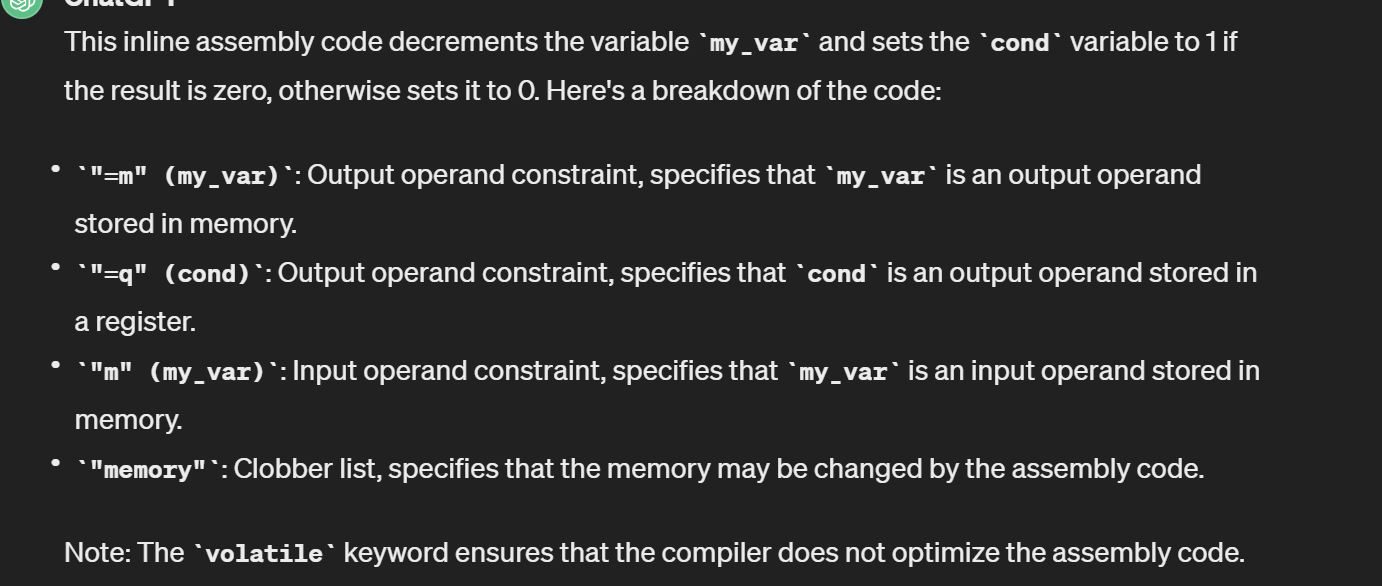 ChatGPT
This inline assembly code decrements the variable `my_var` and sets the `cond` variable to 1 if
the result is zero, otherwise sets it to 0. Here's a breakdown of the code:
• `"=m" (my_var)`: Output operand constraint, specifies that `my_var` is an output operand
stored in memory.
• `"=q" (cond)`: Output operand constraint, specifies that `cond` is an output operand stored in
a register.
• `"m" (my_var)`: Input operand constraint, specifies that `my_var` is an input operand stored in
memory.
• `"memory"`: Clobber list, specifies that the memory may be changed by the assembly code.
Note: The `volatile` keyword ensures that the compiler does not optimize the assembly code.